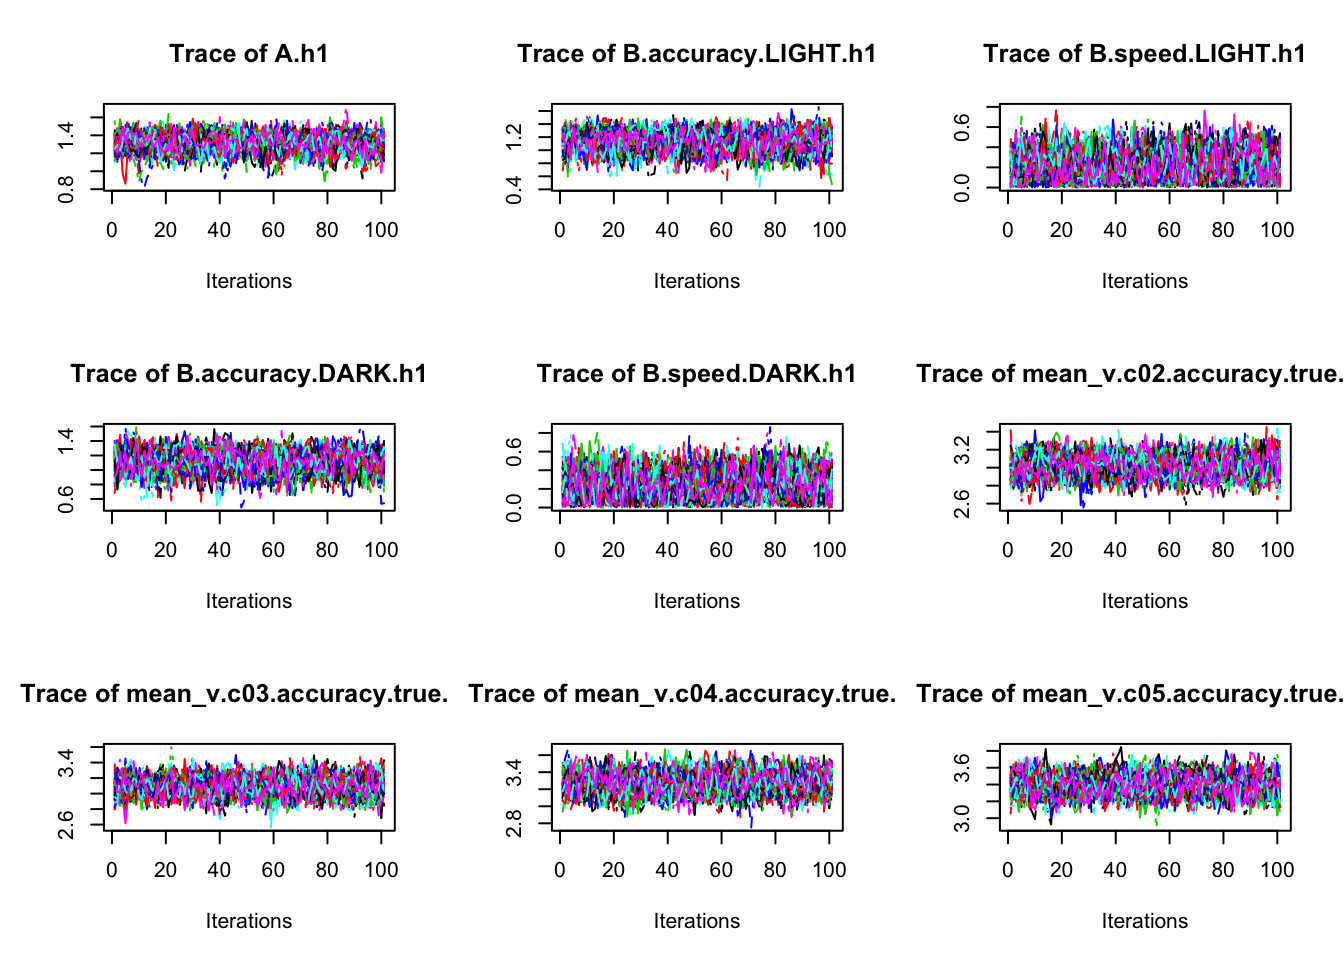 Trace of A.h1
0.8 1.4
0 20 40 60 80 100
Iterations
Trace of B.accuracy.LIGHT.h1
0.4 1.2
0 20 40 60 80 100
Iterations
Trace of B.speed.LIGHT.h1
0.0 0.6
0 20 40 60 80 100
Iterations
Trace of B.accuracy.DARK.h1
0.6 1.4
0 20 40 60 80 100
Iterations
Trace of B.speed.DARK.h1
0.0 0.6
0 20 40 60 80 100
Iterations
Trace of mean_v.c02.accuracy.true.
2.6 3.2
0 20 40 60 80 100
Iterations
Trace of mean_v.c03.accuracy.true.
2.6 3.4
0 20 40 60 80 100
Iterations
Trace of mean_v.c04.accuracy.true.
2.8 3.4
0 20 40 60 80 100
Iterations
Trace of mean_v.c05.accuracy.true.
3.0 3.6
0 20 40 60 80 100
Iterations